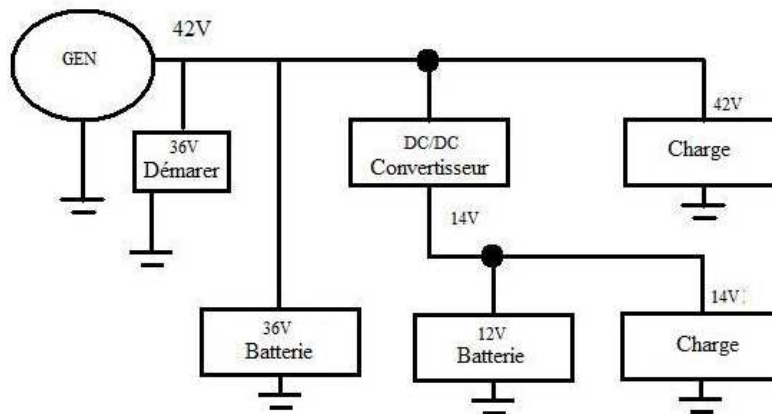 42V
GEN
42V
36V
Démarer
DC/DC
Convertisseur
Charge
14V
14V
36V
Batterie
12V
Batterie
Charge